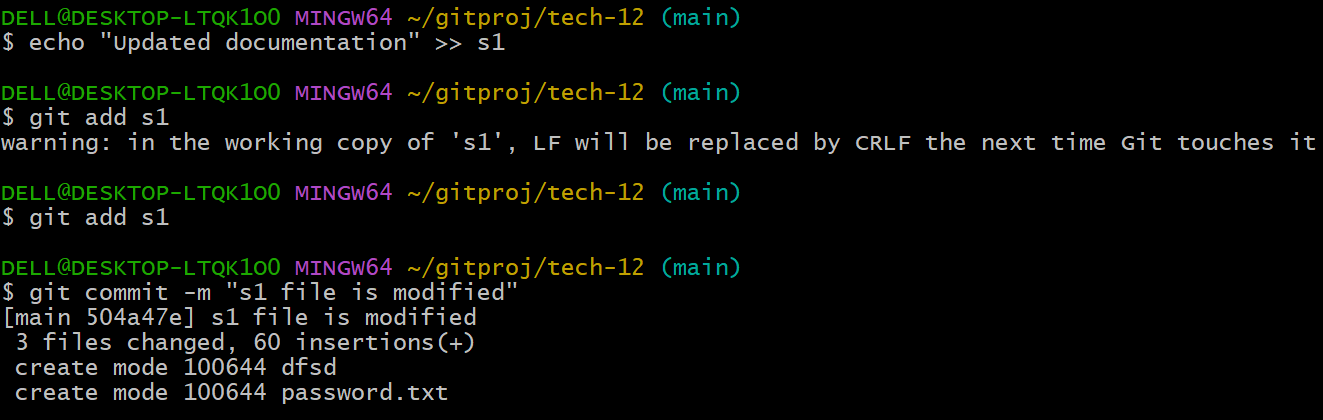 DELL@DESKTOP-LTQK1O0 MINGW64 ~/gitproj/tech-12 (main)
$ echo "Updated documentation" >> s1
DELL@DESKTOP-LTQK1O0 MINGW64 ~/gitproj/tech-12 (main)
$ git add s1
warning: in the working copy of 's1', LF will be replaced by CRLF the next time Git touches it
DELL@DESKTOP-LTQK1O0 MINGW64 ~/gitproj/tech-12 (main)
$ git add s1
DELL@DESKTOP-LTQK1O0 MINGW64 ~/gitproj/tech-12 (main)
$ git commit -m "s1 file is modified"
[main 504a47e] s1 file is modified
 3 files changed, 60 insertions(+)
 create mode 100644 dfsd
 create mode 100644 password.txt